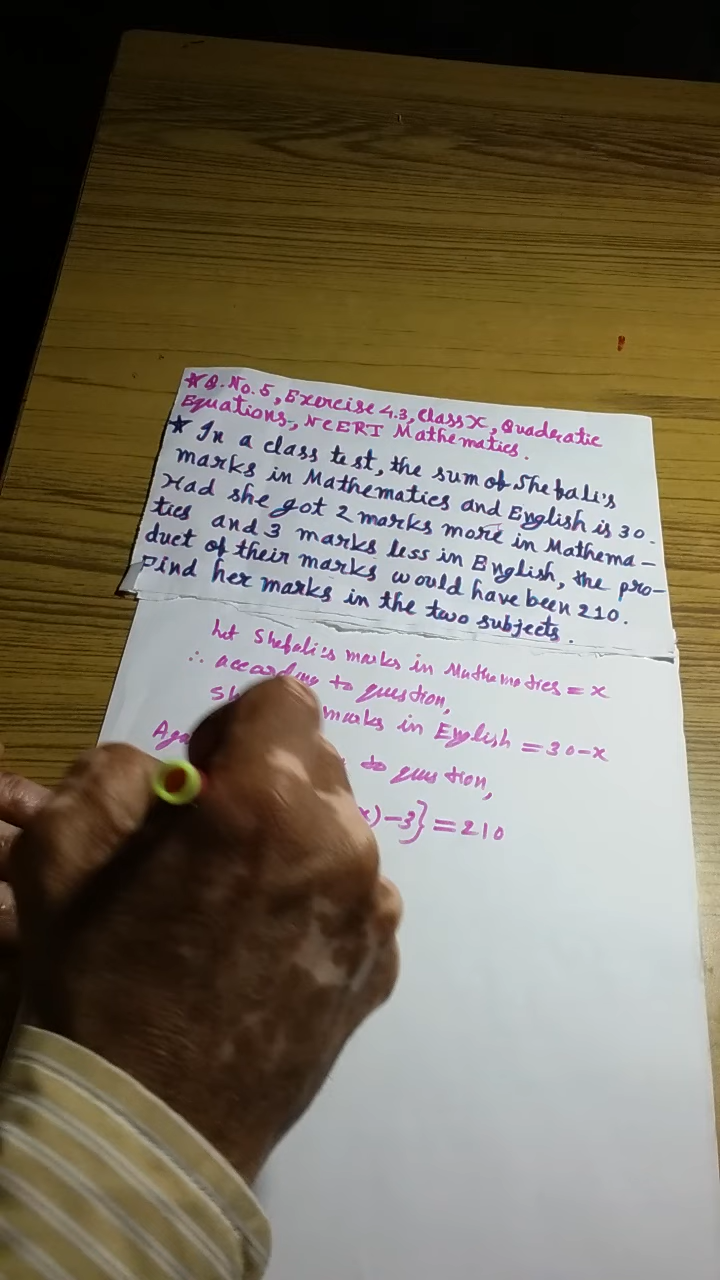 ★Q.No.5, Exercise 4.3, Class X, Quadratic
Equations, NCERT Mathematics.
★ In a class test, the sum of Shefali's
marks in Mathematics and English is 30.
Had she got 2 marks more in Mathema-
tics and 3 marks less in English, the pro-
duct of their marks would have been 210.
Find her marks in the two subjects.
Let Shefali's marks in Mathematics = x
∴ according to question,
marks in English = 30-x
to question,
x)-3}=210